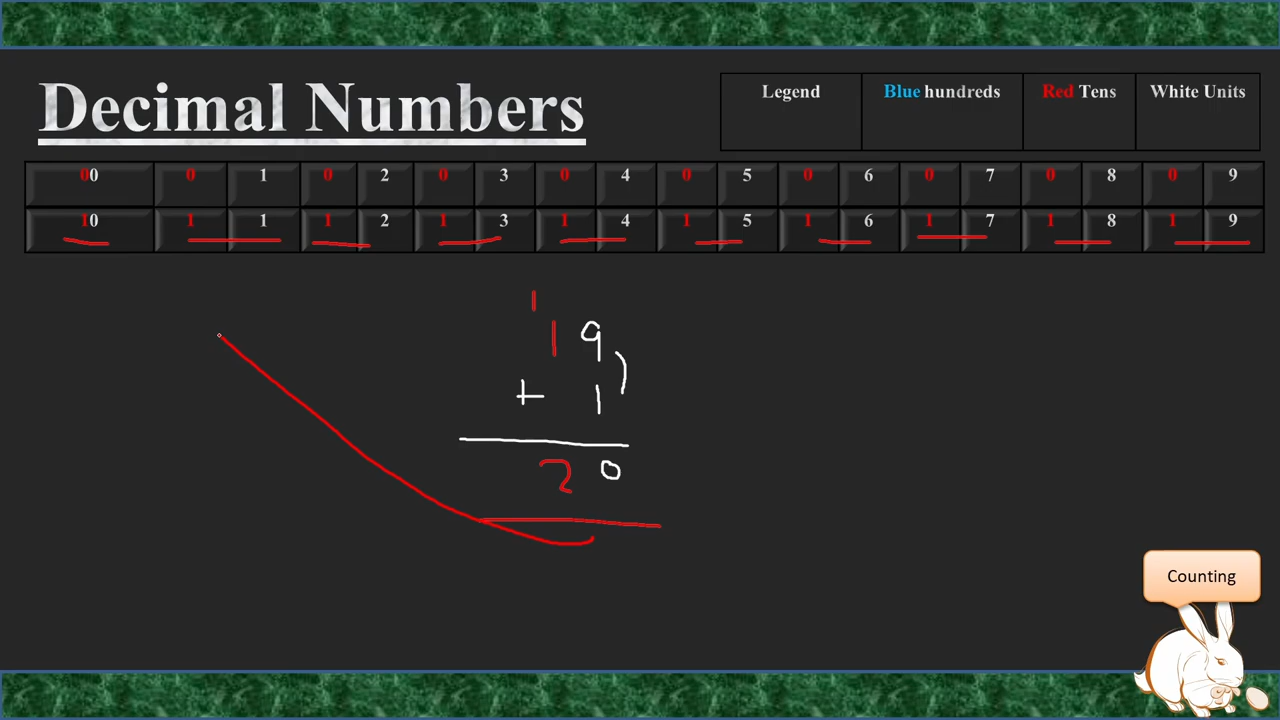 Decimal Numbers
Legend Blue hundreds Red Tens White Units
00 0 1 0 2 0 3 0 4 0 5 0 6 0 7 0 8 0 9
10 1 1 1 2 1 3 1 4 1 5 1 6 1 7 1 8 1 9
1
1 9
+ 1
2 0
Counting